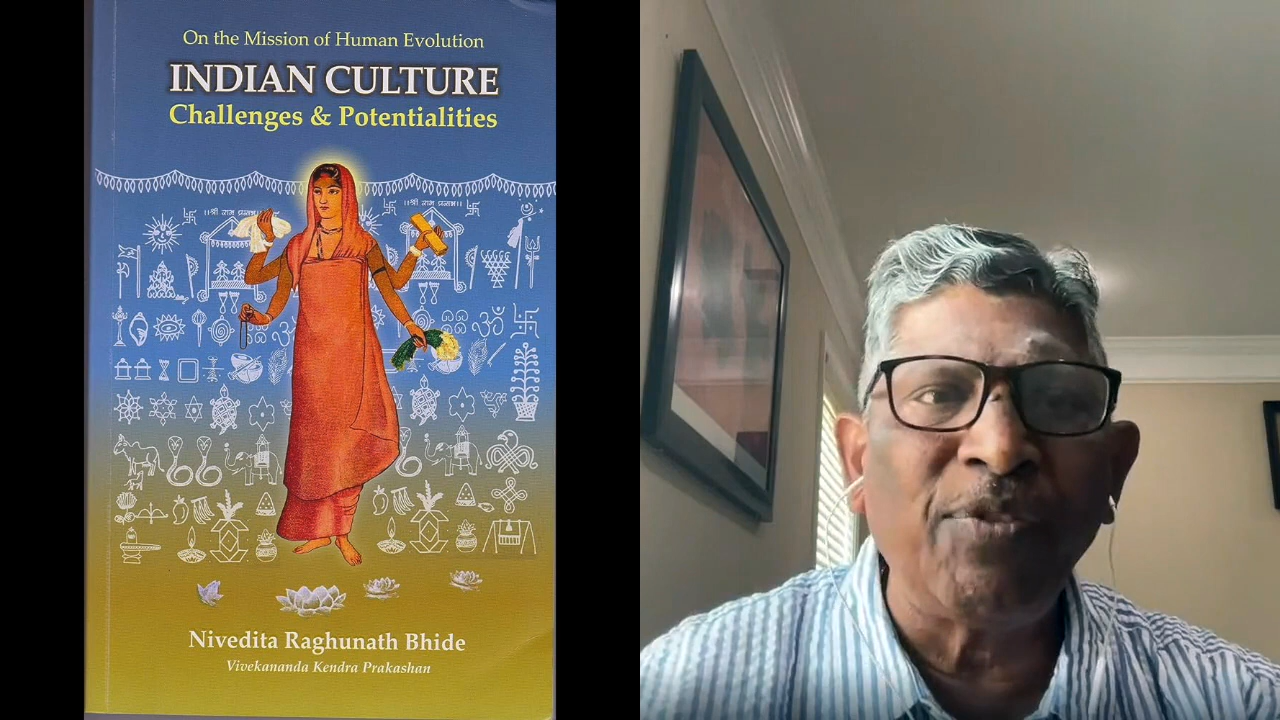 On the Mission of Human Evolution
INDIAN CULTURE
Challenges & Potentialities
Nivedita Raghunath Bhide
Vivekananda Kendra Prakashan